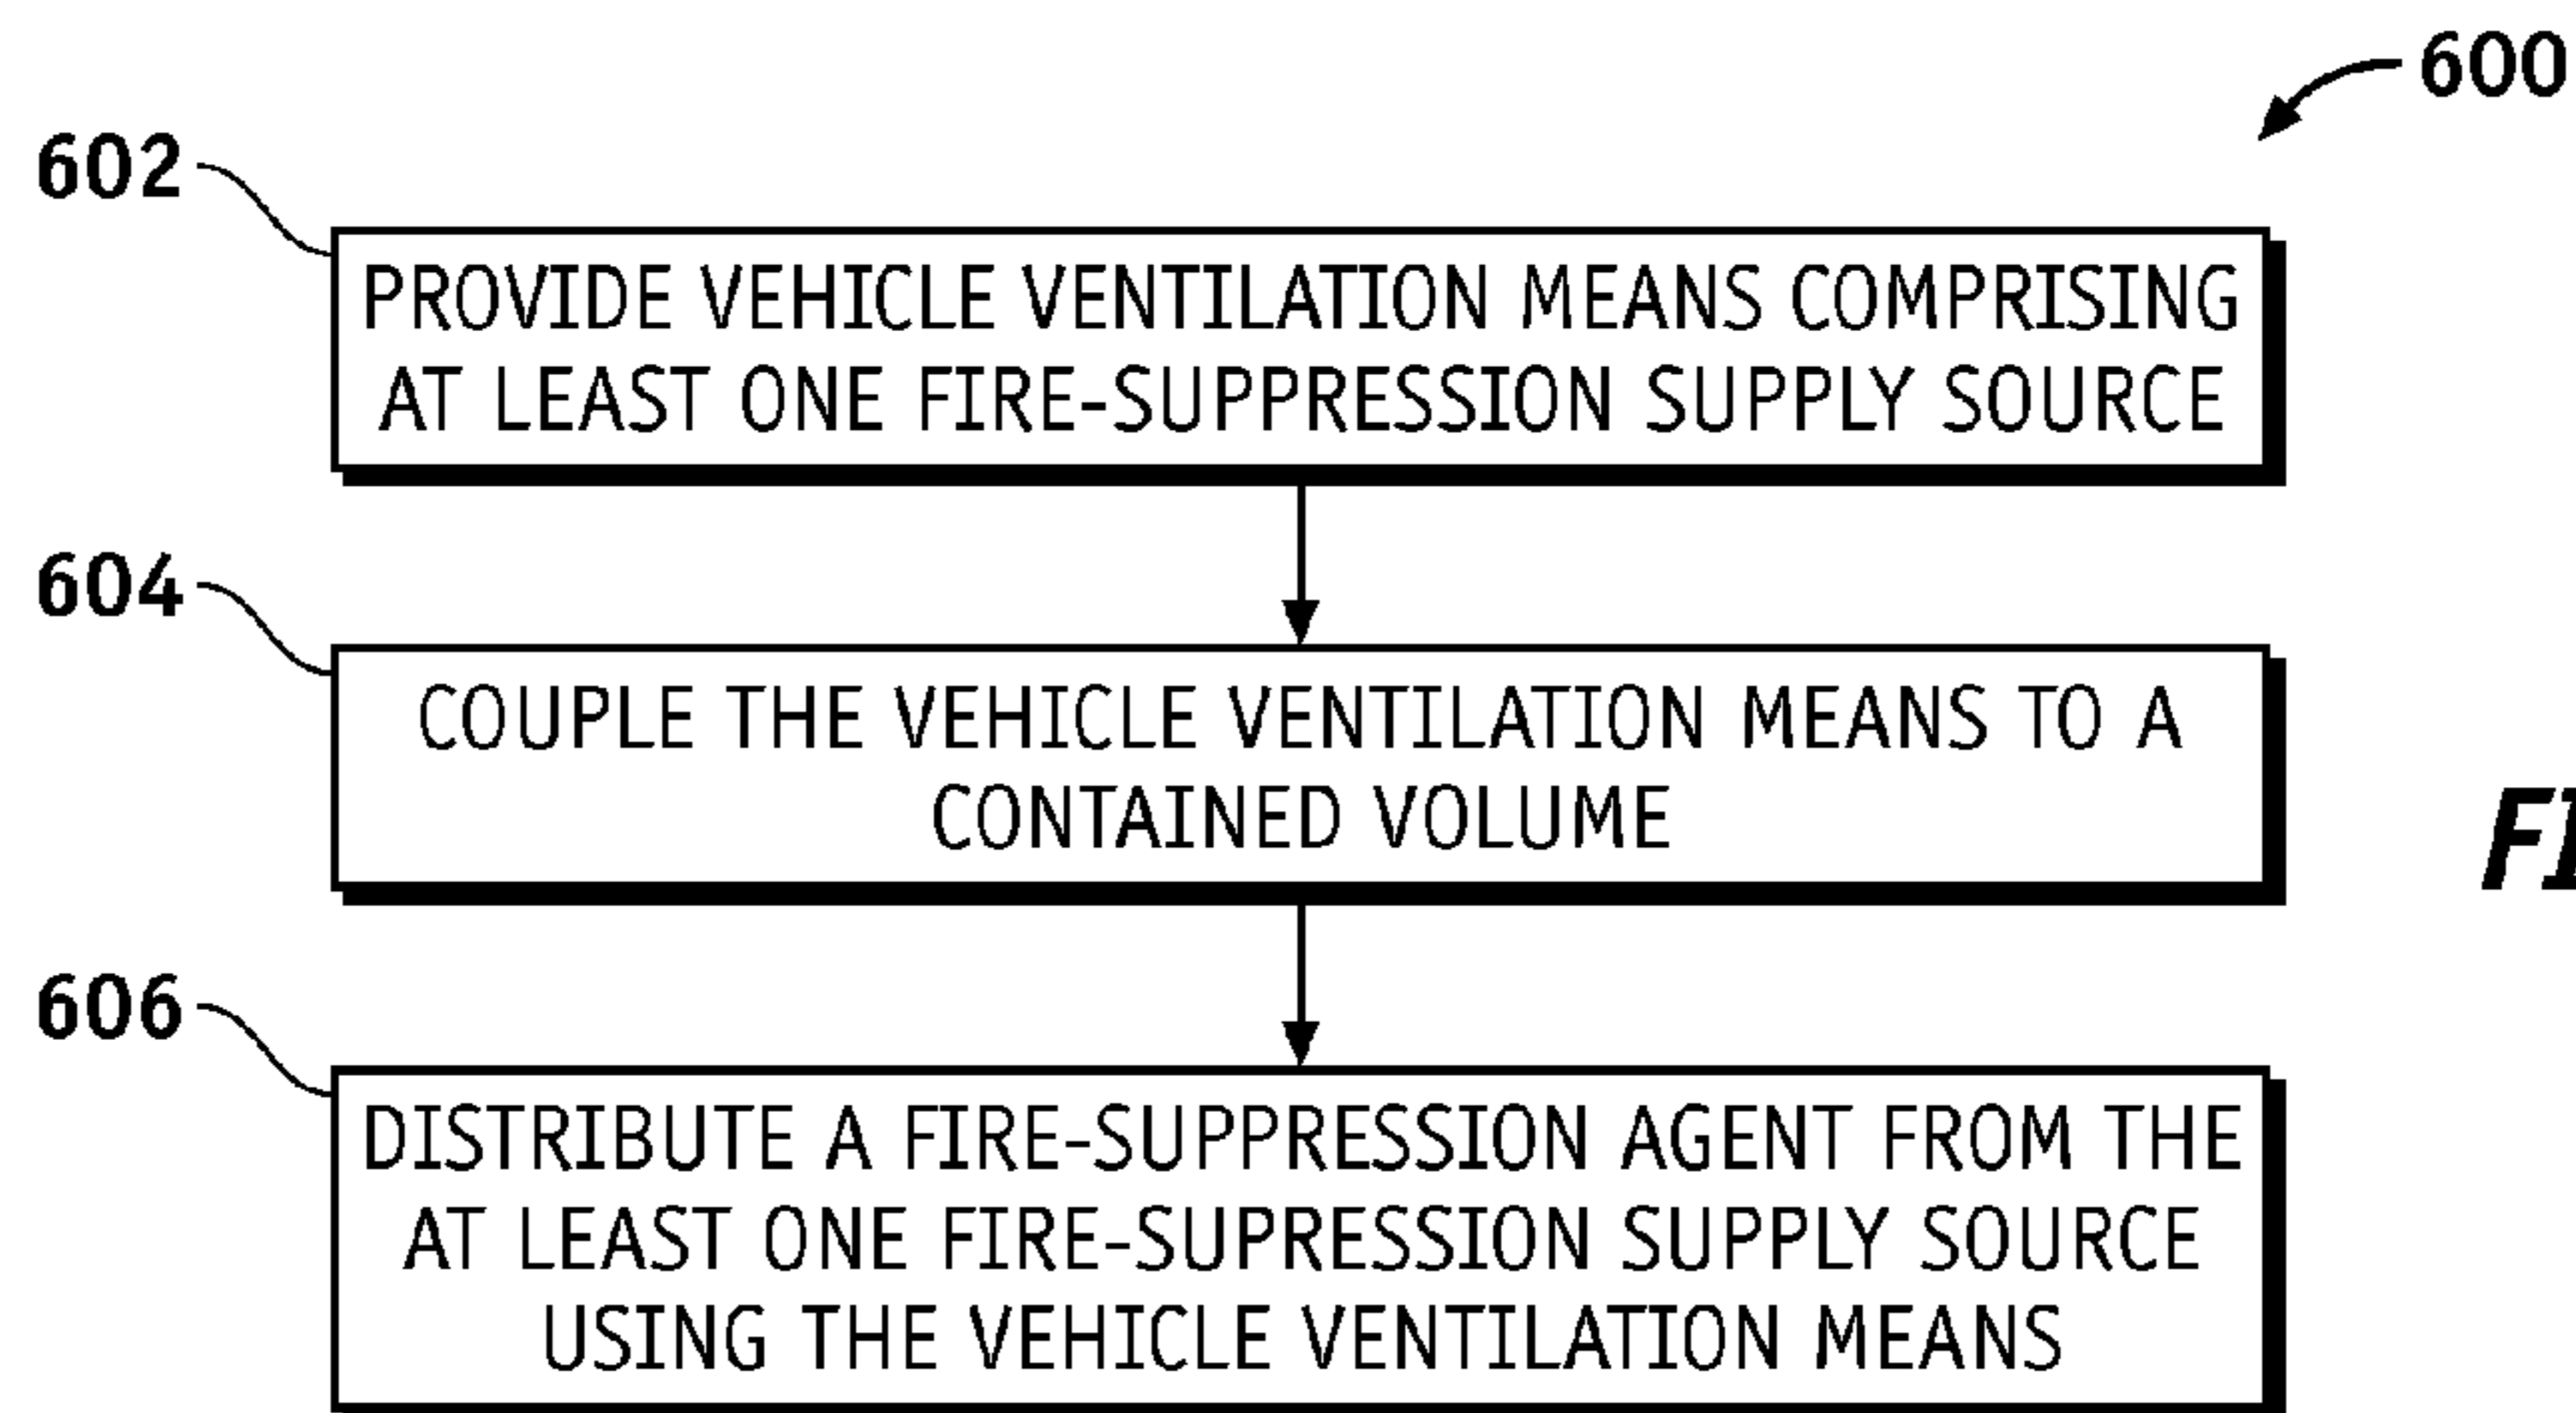 600
602
PROVIDE VEHICLE VENTILATION MEANS COMPRISING
AT LEAST ONE FIRE-SUPPRESSION SUPPLY SOURCE
604
COUPLE THE VEHICLE VENTILATION MEANS TO A
CONTAINED VOLUME
606
DISTRIBUTE A FIRE-SUPPRESSION AGENT FROM THE
AT LEAST ONE FIRE-SUPRESSION SUPPLY SOURCE
USING THE VEHICLE VENTILATION MEANS